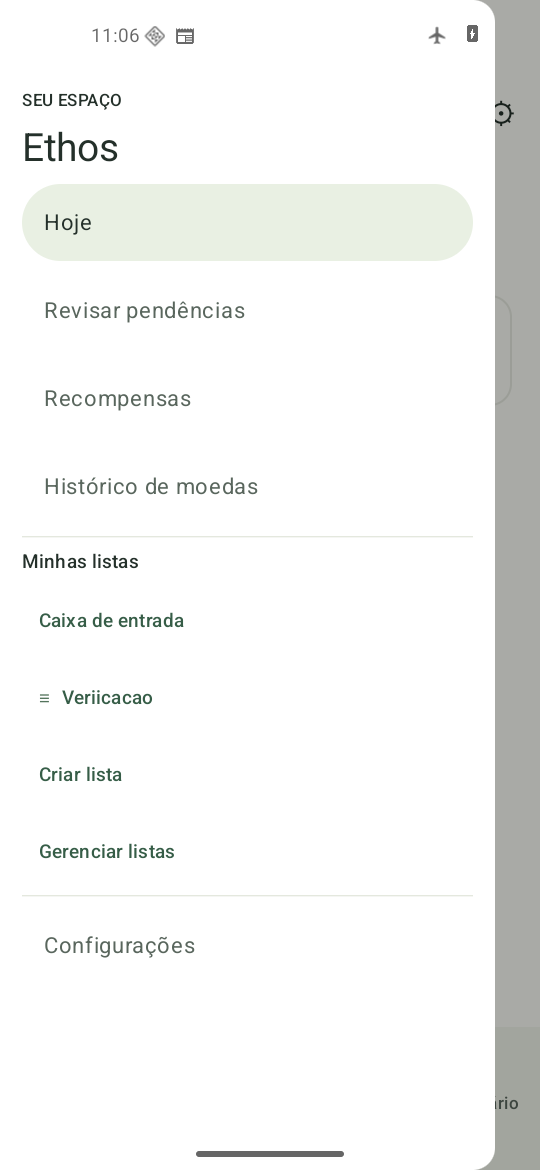 11:06
SEU ESPAÇO
Ethos
Hoje
Revisar pendências
Recompensas
Histórico de moedas
Minhas listas
Caixa de entrada
Veriicacao
Criar lista
Gerenciar listas
Configurações